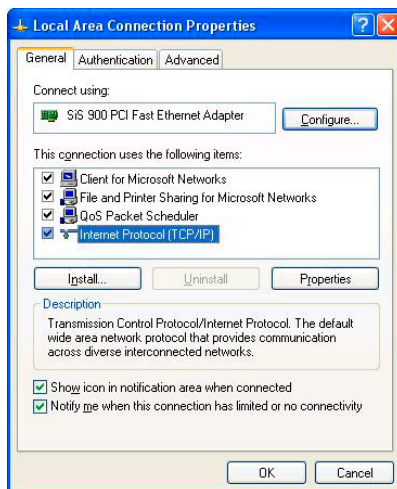 Local Area Connection Properties
General Authentication Advanced
Connect using:
SiS 900 PCI Fast Ethernet Adapter Configure...
This connection uses the following items:
Client for Microsoft Networks
File and Printer Sharing for Microsoft Networks
QoS Packet Scheduler
Internet Protocol (TCP/IP)
Install... Uninstall Properties
Description
Transmission Control Protocol/Internet Protocol. The default
wide area network protocol that provides communication
across diverse interconnected networks.
Show icon in notification area when connected
Notify me when this connection has limited or no connectivity
OK Cancel